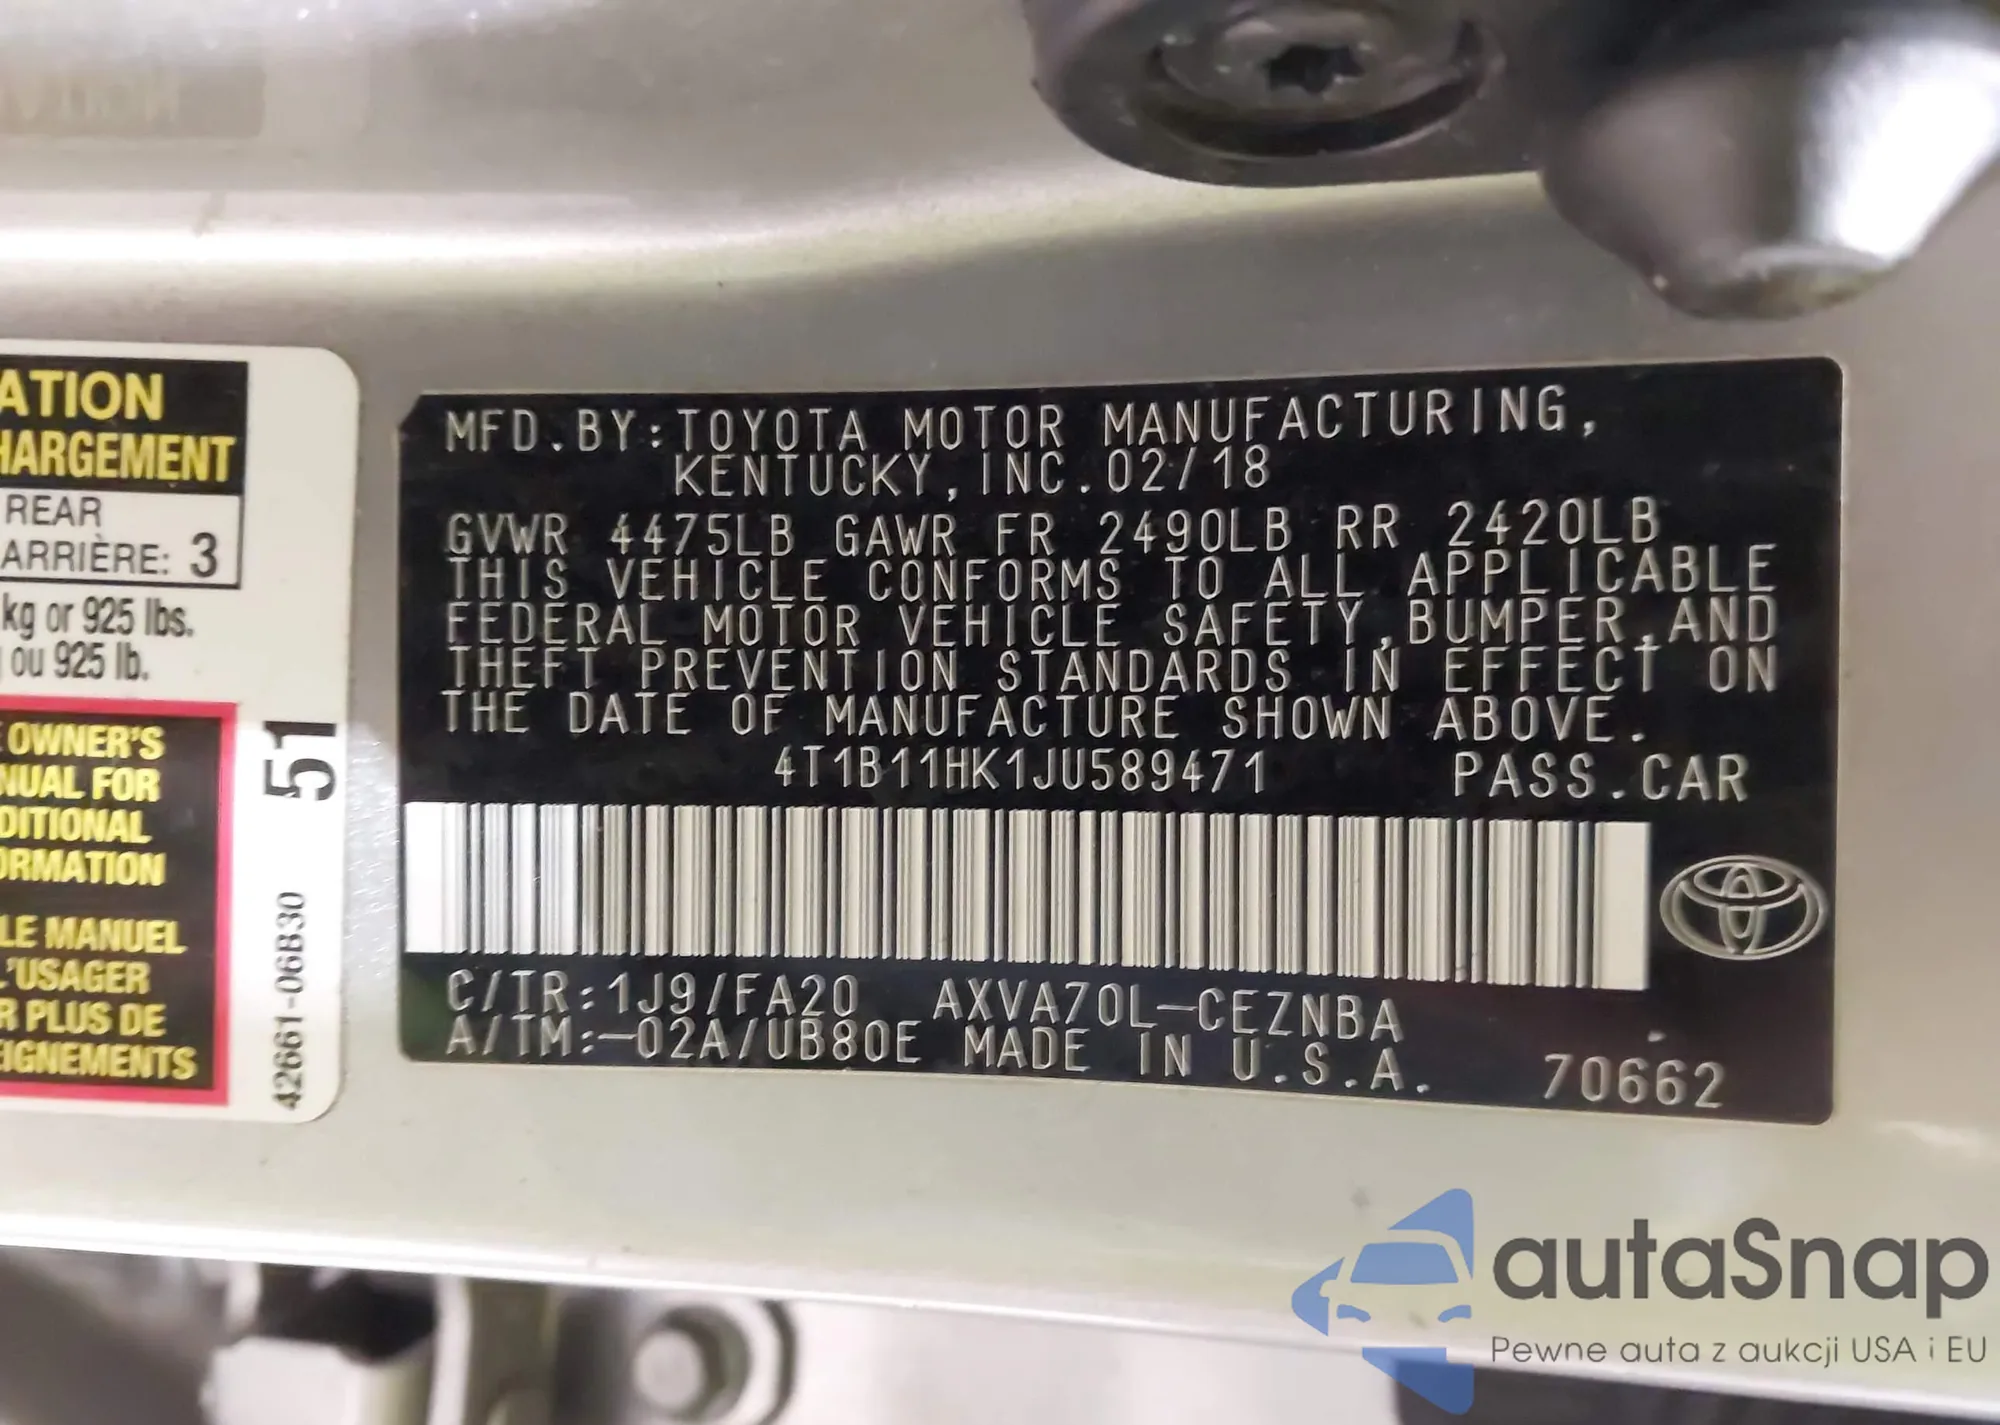 ATION
HARGEMENT
REAR
ARRIÈRE: 3
kg or 925 lbs.
ou 925 lb.
OWNER'S
NUAL FOR
DITIONAL
ORMATION
LE MANUEL
L'USAGER
R PLUS DE
EIGNEMENTS
51
42661-06B30
MFD.BY:TOYOTA MOTOR MANUFACTURING,
KENTUCKY, INC.02/18
GVWR 4475LB GAWR FR 2490LB RR 2420LB
THIS VEHICLE CONFORMS TO ALL APPLICABLE
FEDERAL MOTOR VEHICLE SAFETY,BUMPER,AND
THEFT PREVENTION STANDARDS IN EFFECT ON
THE DATE OF MANUFACTURE SHOWN ABOVE.
4T1B11HK1JU589471 PASS.CAR
C/TR:1J9/FA20 AXVA70L-CEZNBA
A/TM:-02A/UB80E MADE IN U.S.A. 70662
autaSnap
Pewne auta z aukcji USA i EU